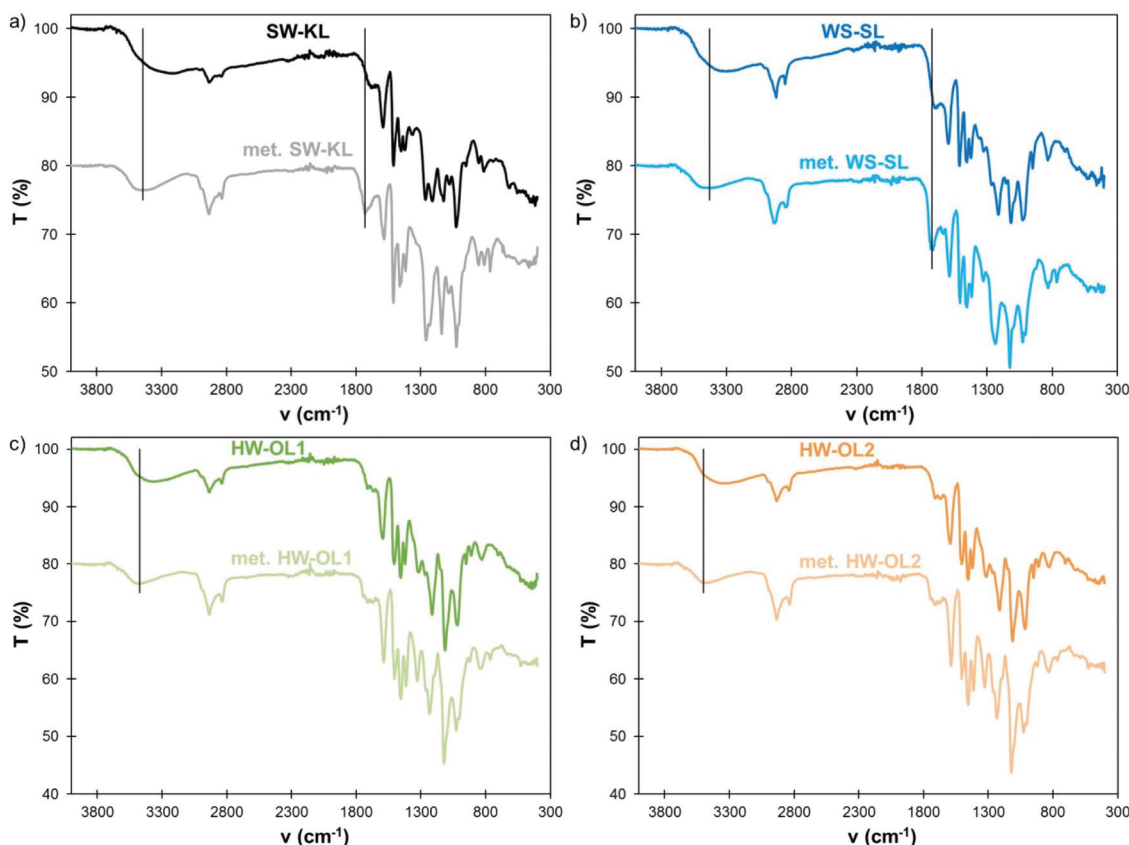 a)
SW-KL
met. SW-KL
T (%)
100
90
80
70
60
50
3800 3300 2800 2300 1800 1300 800 300
ν (cm⁻¹)
b)
WS-SL
met. WS-SL
T (%)
100
90
80
70
60
50
3800 3300 2800 2300 1800 1300 800 300
ν (cm⁻¹)
c)
HW-OL1
met. HW-OL1
T (%)
100
90
80
70
60
50
40
3800 3300 2800 2300 1800 1300 800 300
ν (cm⁻¹)
d)
HW-OL2
met. HW-OL2
T (%)
100
90
80
70
60
50
40
3800 3300 2800 2300 1800 1300 800 300
ν (cm⁻¹)